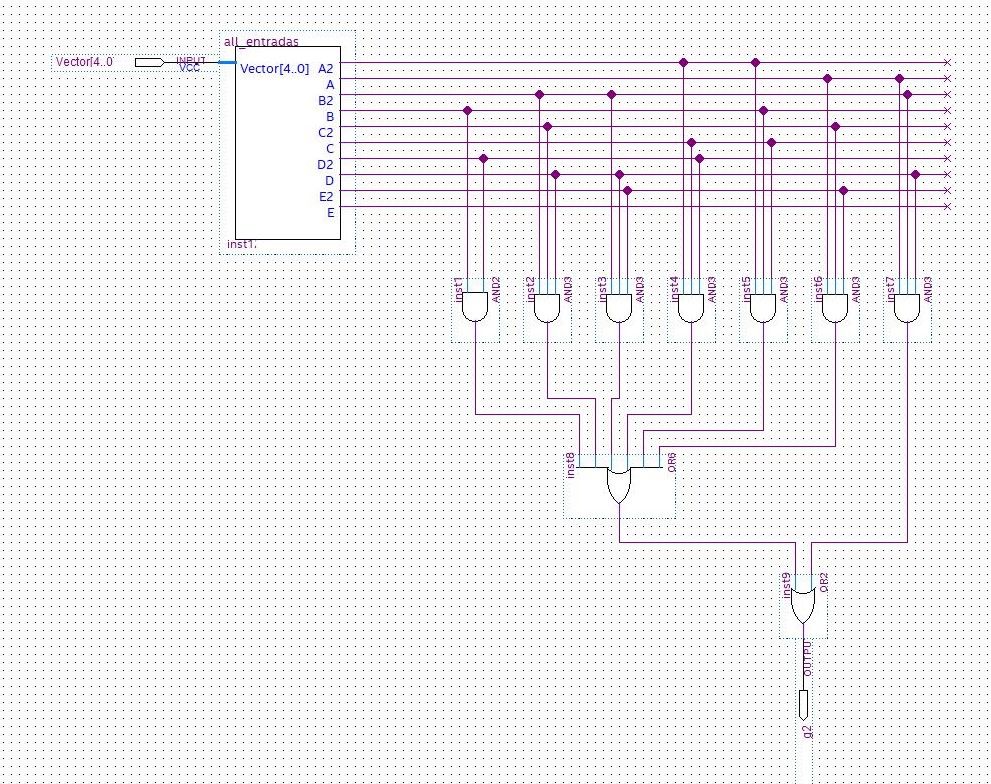 all_entradas
Vector[4..0
INPUT
VCC
Vector[4..0]
A2
A
B2
B
C2
C
D2
D
E2
E
inst1:
inst1
AND2
inst2
AND3
inst3
AND3
inst4
AND3
inst5
AND3
inst6
AND3
inst7
AND3
inst8
OR6
inst9
OR2
OUTPU
g2